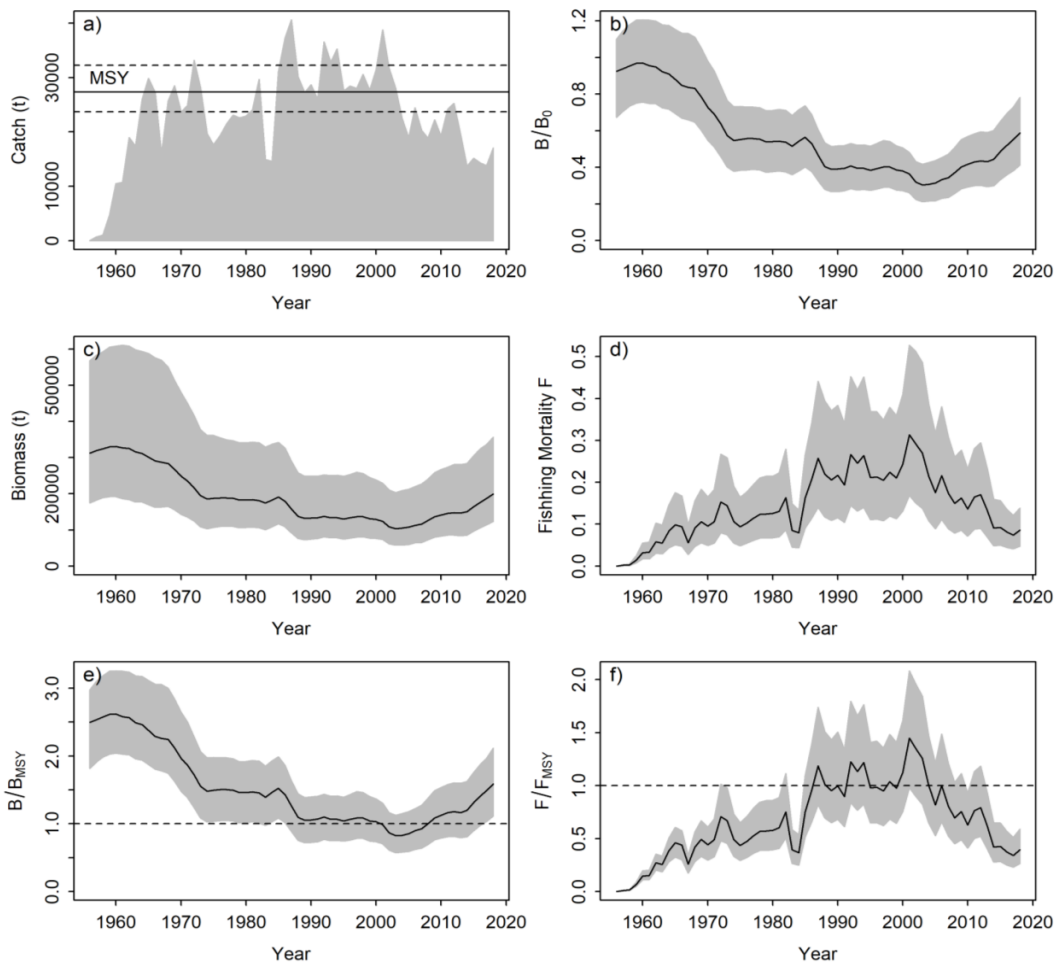 a)
MSY
Catch (t)
0 10000 30000
1960 1970 1980 1990 2000 2010 2020
Year
b)
B/B₀
0.0 0.4 0.8 1.2
1960 1970 1980 1990 2000 2010 2020
Year
c)
Biomass (t)
0 200000 500000
1960 1970 1980 1990 2000 2010 2020
Year
d)
Fishhing Mortality F
0.0 0.1 0.2 0.3 0.4 0.5
1960 1970 1980 1990 2000 2010 2020
Year
e)
B/B_MSY
0.0 1.0 2.0 3.0
1960 1970 1980 1990 2000 2010 2020
Year
f)
F/F_MSY
0.0 0.5 1.0 1.5 2.0
1960 1970 1980 1990 2000 2010 2020
Year